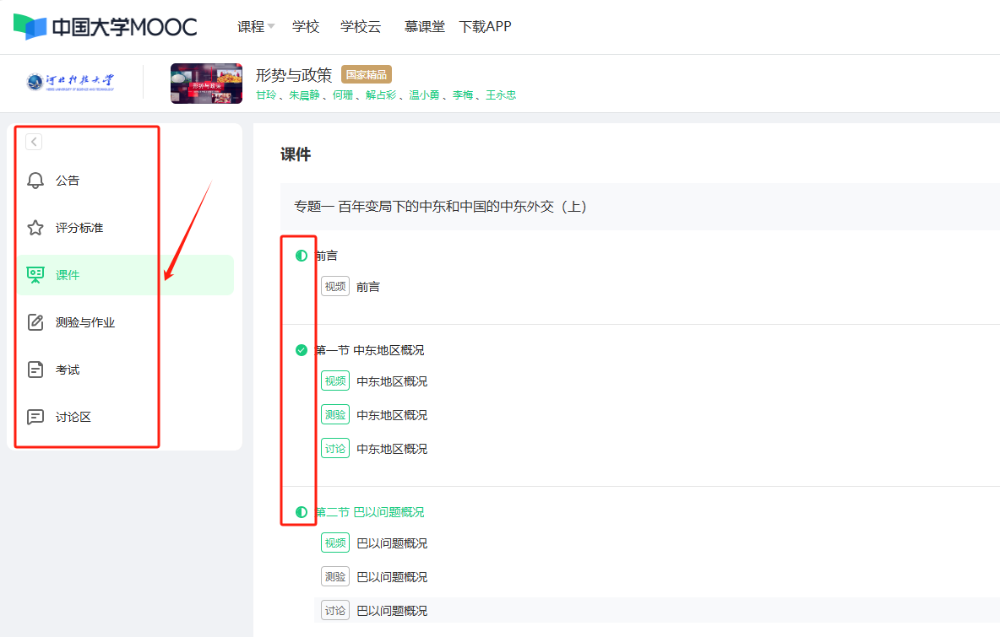 中国大学MOOC 课程 学校 学校云 慕课堂 下载APP
河北科技大学
形势与政策
形势与政策 国家精品
甘玲、朱晨静、何珊、解占彩、温小勇、李梅、王永忠
公告
评分标准
课件
测验与作业
考试
讨论区
课件
专题一 百年变局下的中东和中国的中东外交（上）
前言
视频 前言
第一节 中东地区概况
视频 中东地区概况
测验 中东地区概况
讨论 中东地区概况
第二节 巴以问题概况
视频 巴以问题概况
测验 巴以问题概况
讨论 巴以问题概况